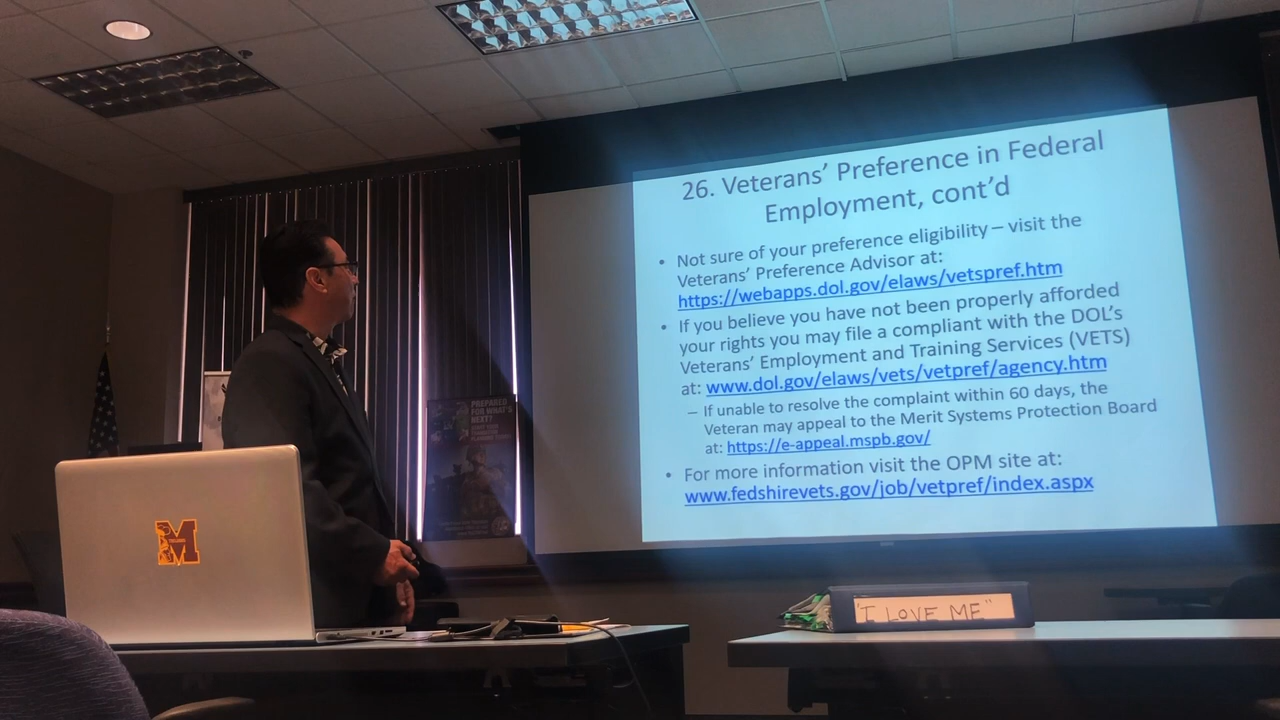 26. Veterans’ Preference in Federal
Employment, cont’d
• Not sure of your preference eligibility – visit the
Veterans’ Preference Advisor at:
https://webapps.dol.gov/elaws/vetspref.htm
• If you believe you have not been properly afforded
your rights you may file a compliant with the DOL’s
Veterans’ Employment and Training Services (VETS)
at: www.dol.gov/elaws/vets/vetpref/agency.htm
– If unable to resolve the complaint within 60 days, the
Veteran may appeal to the Merit Systems Protection Board
at: https://e-appeal.mspb.gov/
• For more information visit the OPM site at:
www.fedshirevets.gov/job/vetpref/index.aspx
PREPARED
FOR WHAT'S
NEXT?
M
"I LOVE ME"